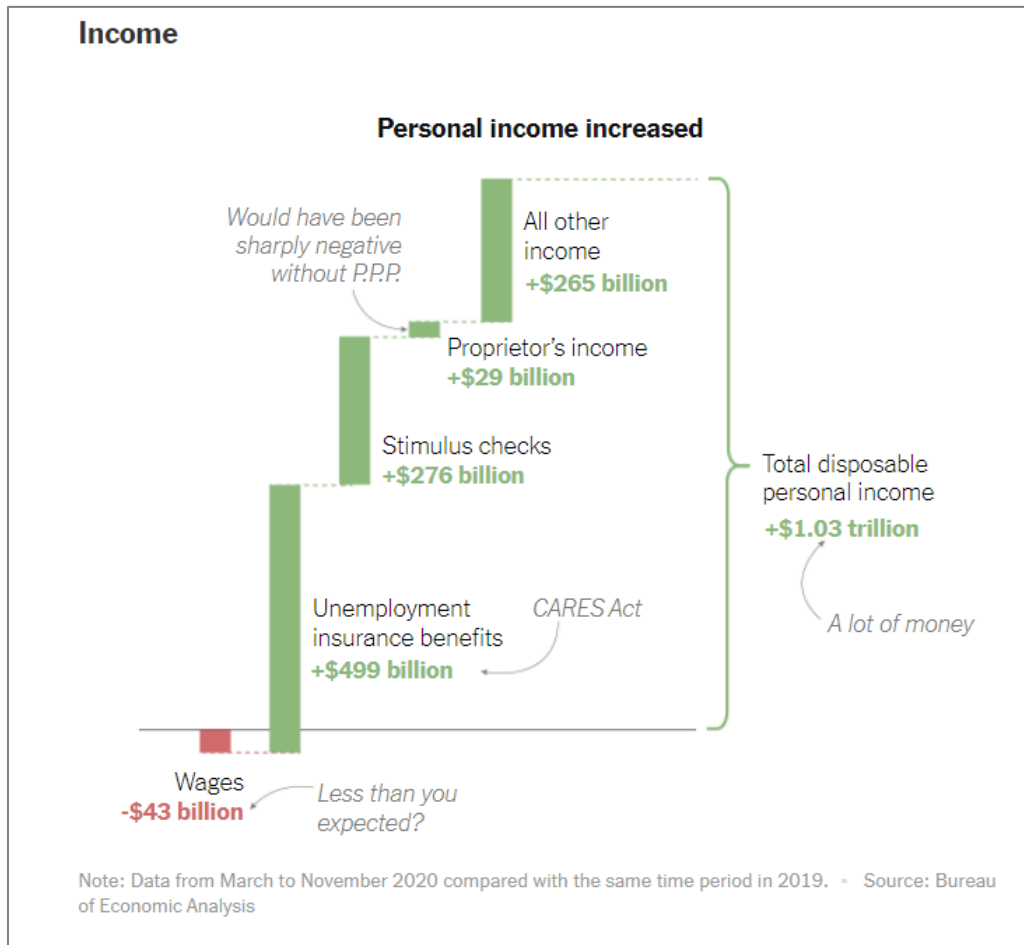 Income
Personal income increased
Would have been
sharply negative
without P.P.P.
All other
income
+$265 billion
Proprietor's income
+$29 billion
Stimulus checks
+$276 billion
Total disposable
personal income
+$1.03 trillion
A lot of money
Unemployment
insurance benefits
+$499 billion
CARES Act
Wages
-$43 billion
Less than you
expected?
Note: Data from March to November 2020 compared with the same time period in 2019. • Source: Bureau
of Economic Analysis